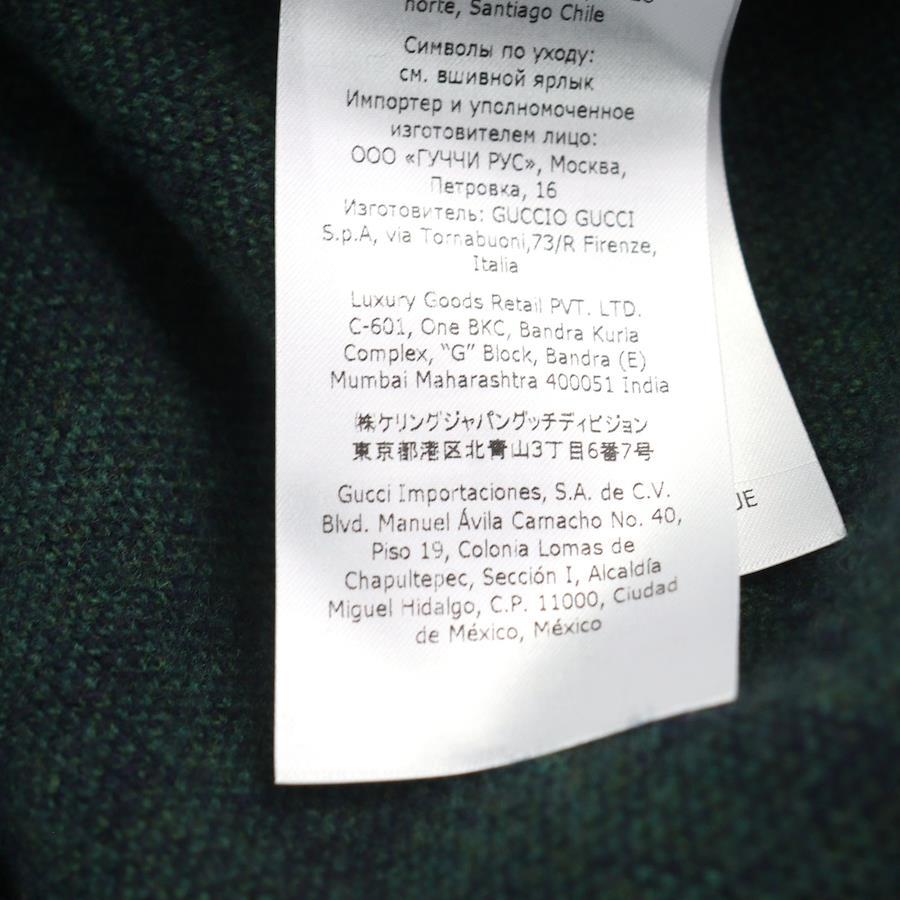 norte, Santiago Chile
Символы по уходу:
см. вшивной ярлык
Импортер и уполномоченное
изготовителем лицо:
ООО «ГУЧЧИ РУС», Москва,
Петровка, 16
Изготовитель: GUCCIO GUCCI
S.p.A, via Tornabuoni,73/R Firenze,
Italia
Luxury Goods Retail PVT. LTD.
C-601, One BKC, Bandra Kurla
Complex, “G” Block, Bandra (E)
Mumbai Maharashtra 400051 India
㈱ケリングジャパングッチディビジョン
東京都港区北青山3丁目6番7号
Gucci Importaciones, S.A. de C.V.
Blvd. Manuel Ávila Camacho No. 40,
Piso 19, Colonia Lomas de
Chapultepec, Sección I, Alcaldía
Miguel Hidalgo, C.P. 11000, Ciudad
de México, México